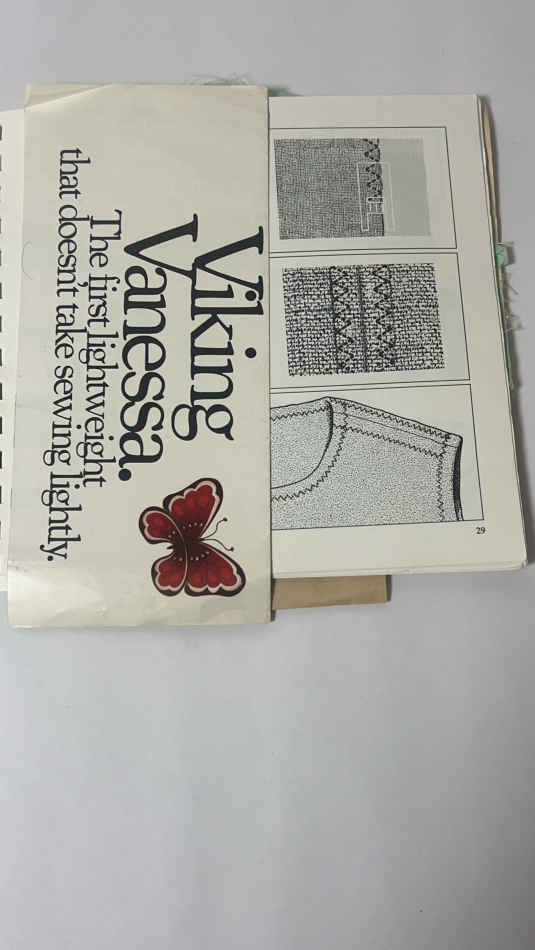 Viking
Vanessa.
The first lightweight
that doesn't take sewing lightly.
29